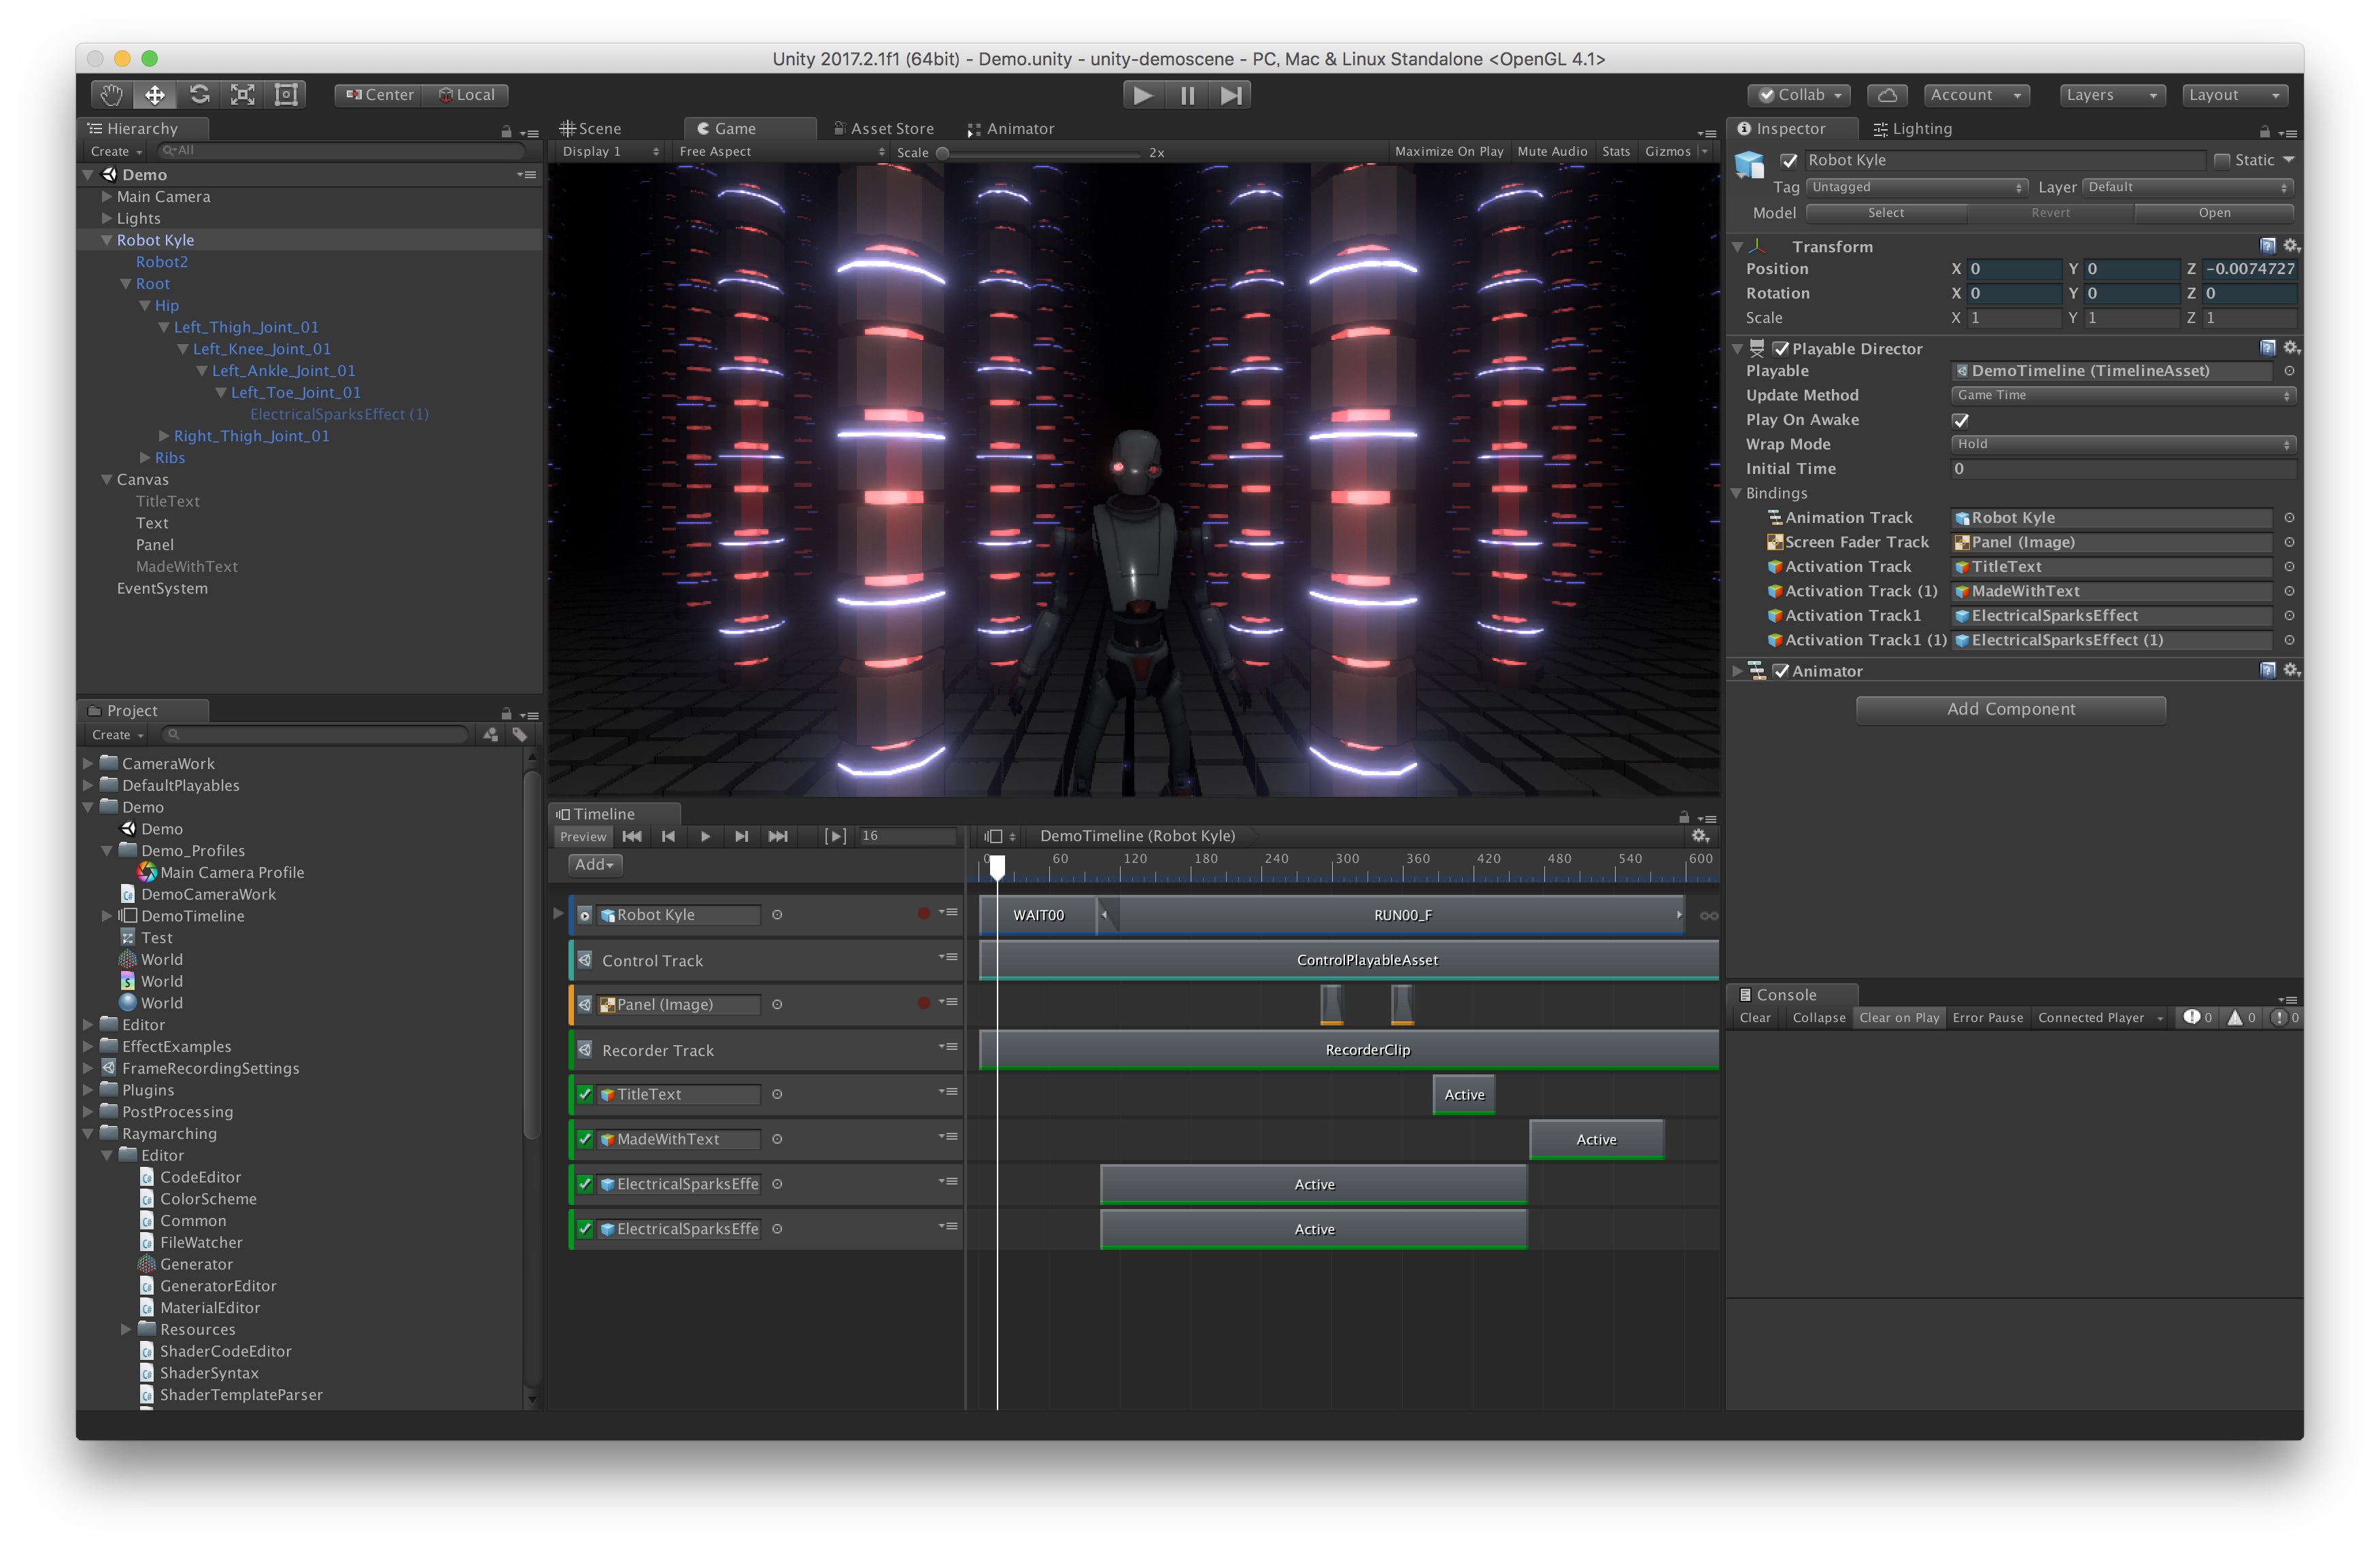 Unity 2017.2.1f1 (64bit) - Demo.unity - unity-demoscene - PC, Mac & Linux Standalone <OpenGL 4.1>
Center Local
Collab Account Layers Layout
Hierarchy
Create All
Demo
Main Camera
Lights
Robot Kyle
Robot2
Root
Hip
Left_Thigh_Joint_01
Left_Knee_Joint_01
Left_Ankle_Joint_01
Left_Toe_Joint_01
ElectricalSparksEffect (1)
Right_Thigh_Joint_01
Ribs
Canvas
TitleText
Text
Panel
MadeWithText
EventSystem
Project
Create
CameraWork
DefaultPlayables
Demo
Demo
Demo_Profiles
Main Camera Profile
DemoCameraWork
DemoTimeline
Test
World
World
World
Editor
EffectExamples
FrameRecordingSettings
Plugins
PostProcessing
Raymarching
Editor
CodeEditor
ColorScheme
Common
FileWatcher
Generator
GeneratorEditor
MaterialEditor
Resources
ShaderCodeEditor
ShaderSyntax
ShaderTemplateParser
Scene Game Asset Store Animator
Display 1 Free Aspect Scale 2x Maximize On Play Mute Audio Stats Gizmos
Timeline
Preview 16 DemoTimeline (Robot Kyle)
Add
0 60 120 180 240 300 360 420 480 540 600
Robot Kyle WAIT00 RUN00_F
Control Track ControlPlayableAsset
Panel (Image)
Recorder Track RecorderClip
TitleText Active
MadeWithText Active
ElectricalSparksEffe Active
ElectricalSparksEffe Active
Inspector Lighting
Robot Kyle Static
Tag Untagged Layer Default
Model Select Revert Open
Transform
Position X 0 Y 0 Z -0.0074727
Rotation X 0 Y 0 Z 0
Scale X 1 Y 1 Z 1
Playable Director
Playable DemoTimeline (TimelineAsset)
Update Method Game Time
Play On Awake
Wrap Mode Hold
Initial Time 0
Bindings
Animation Track Robot Kyle
Screen Fader Track Panel (Image)
Activation Track TitleText
Activation Track (1) MadeWithText
Activation Track1 ElectricalSparksEffect
Activation Track1 (1) ElectricalSparksEffect (1)
Animator
Add Component
Console
Clear Collapse Clear on Play Error Pause Connected Player 0 0 0